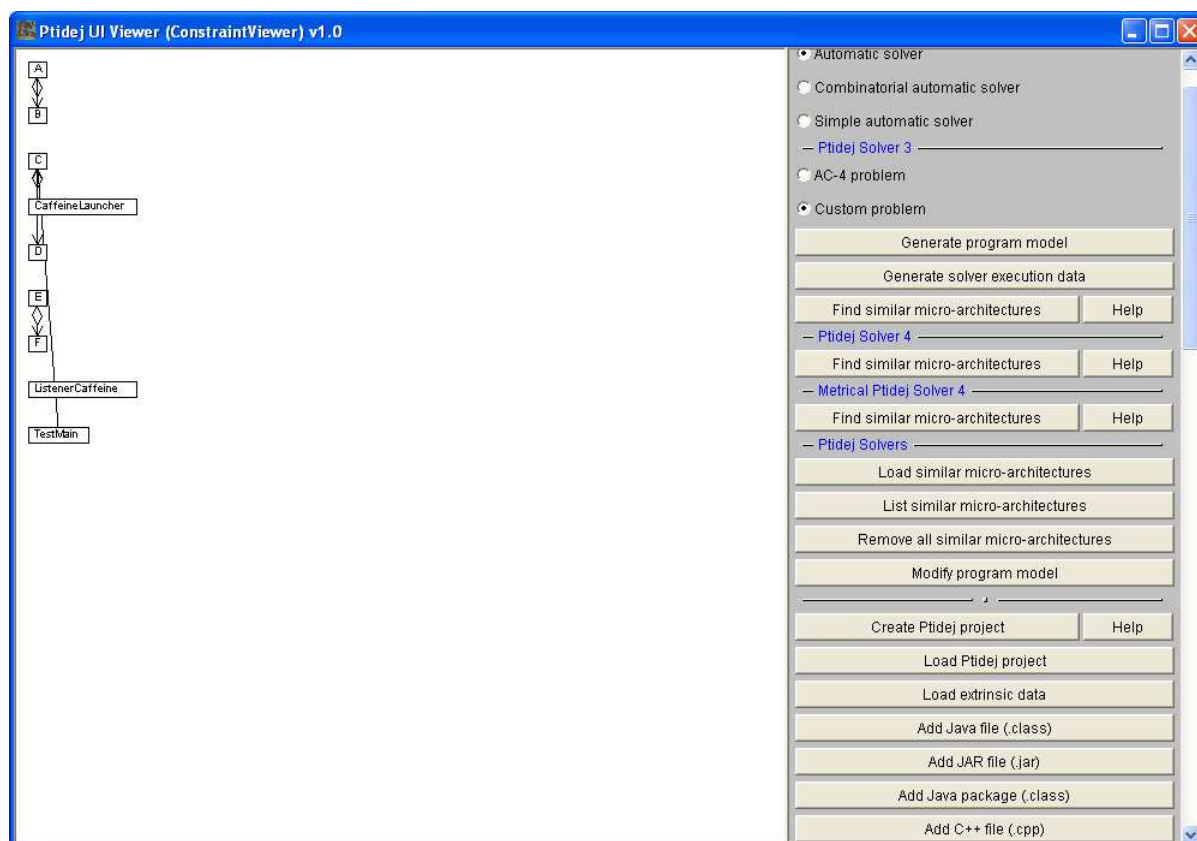 Ptidej UI Viewer (ConstraintViewer) v1.0
A
B
C
CaffeineLauncher
D
E
F
ListenerCaffeine
TestMain
Automatic solver
Combinatorial automatic solver
Simple automatic solver
Ptidej Solver 3
AC-4 problem
Custom problem
Generate program model
Generate solver execution data
Find similar micro-architectures Help
Ptidej Solver 4
Find similar micro-architectures Help
Metrical Ptidej Solver 4
Find similar micro-architectures Help
Ptidej Solvers
Load similar micro-architectures
List similar micro-architectures
Remove all similar micro-architectures
Modify program model
Create Ptidej project Help
Load Ptidej project
Load extrinsic data
Add Java file (.class)
Add JAR file (.jar)
Add Java package (.class)
Add C++ file (.cpp)